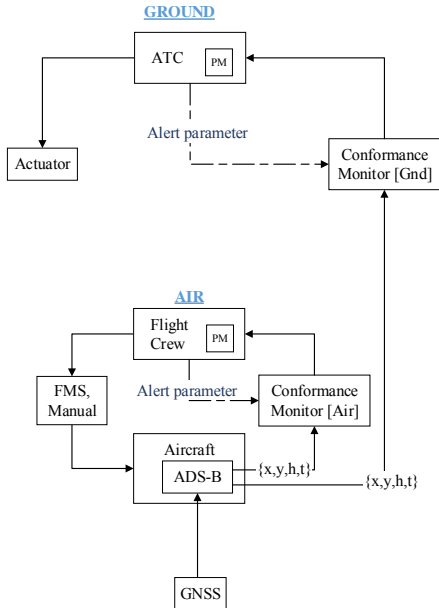 GROUND
ATC
PM
Alert parameter
Actuator
Conformance
Monitor [Gnd]
AIR
Flight
Crew
PM
FMS,
Manual
Alert parameter
Conformance
Monitor [Air]
Aircraft
ADS-B
{x,y,h,t}
{x,y,h,t}
GNSS